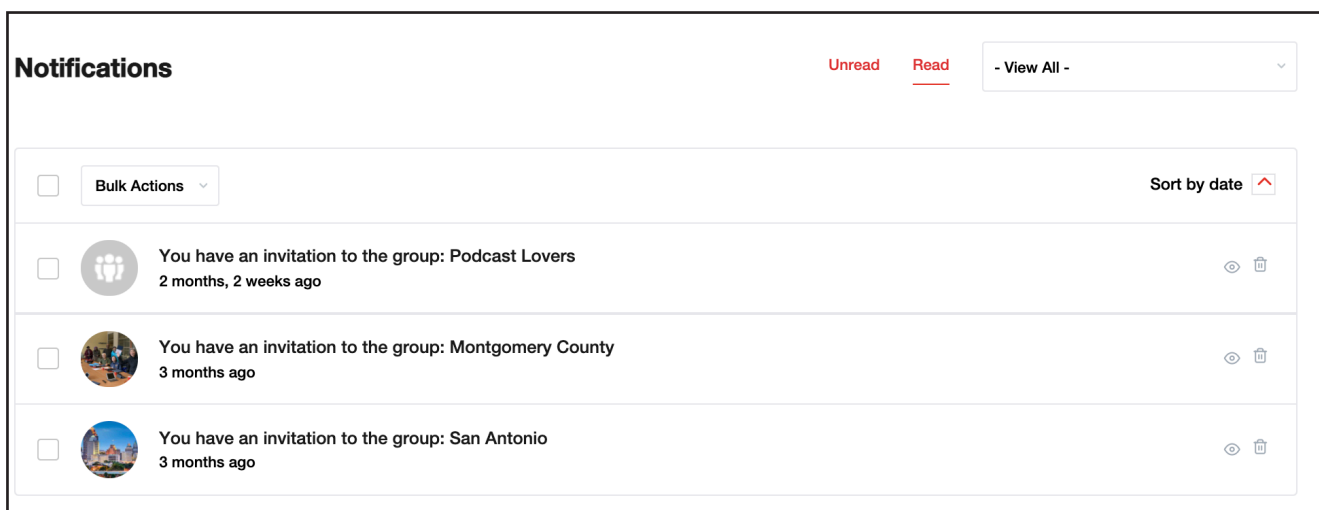 Notifications
Unread
Read
- View All -
Bulk Actions
Sort by date
You have an invitation to the group: Podcast Lovers
2 months, 2 weeks ago
You have an invitation to the group: Montgomery County
3 months ago
You have an invitation to the group: San Antonio
3 months ago